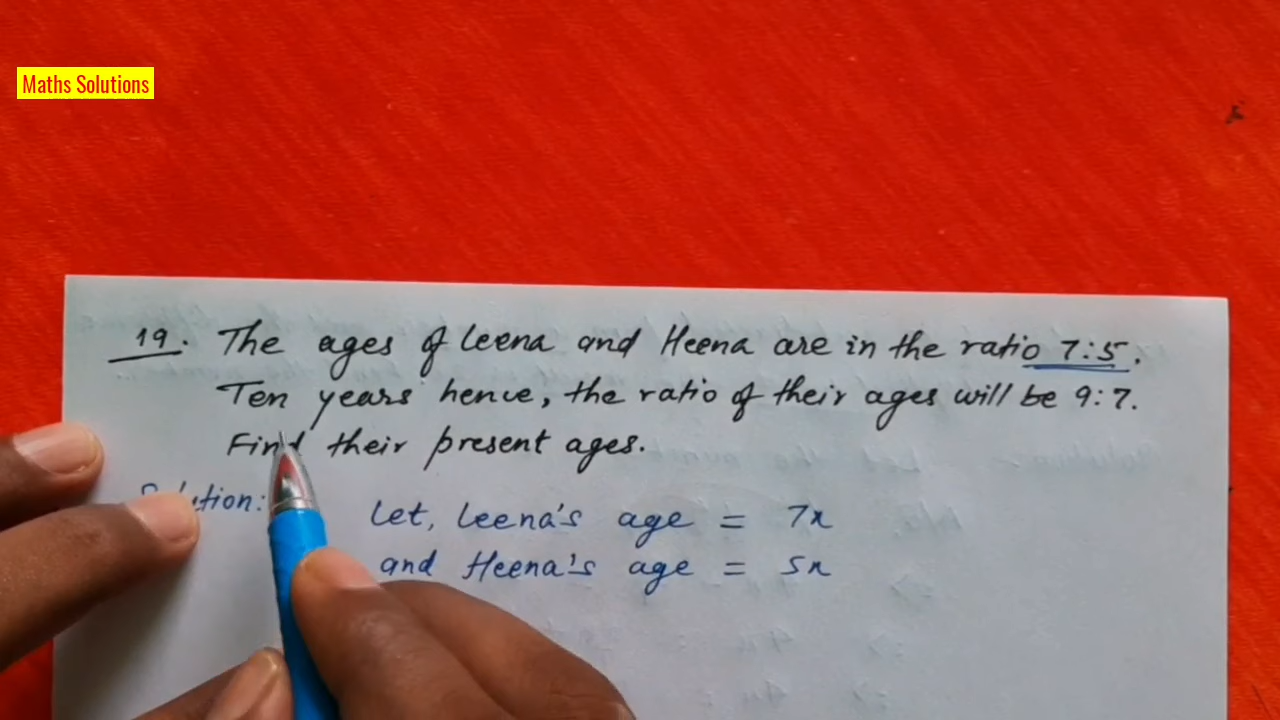 Maths Solutions
19. The ages of Leena and Heena are in the ratio 7:5.
Ten years hence, the ratio of their ages will be 9:7.
Find their present ages.
Solution:
Let, Leena's age = 7x
and Heena's age = 5x